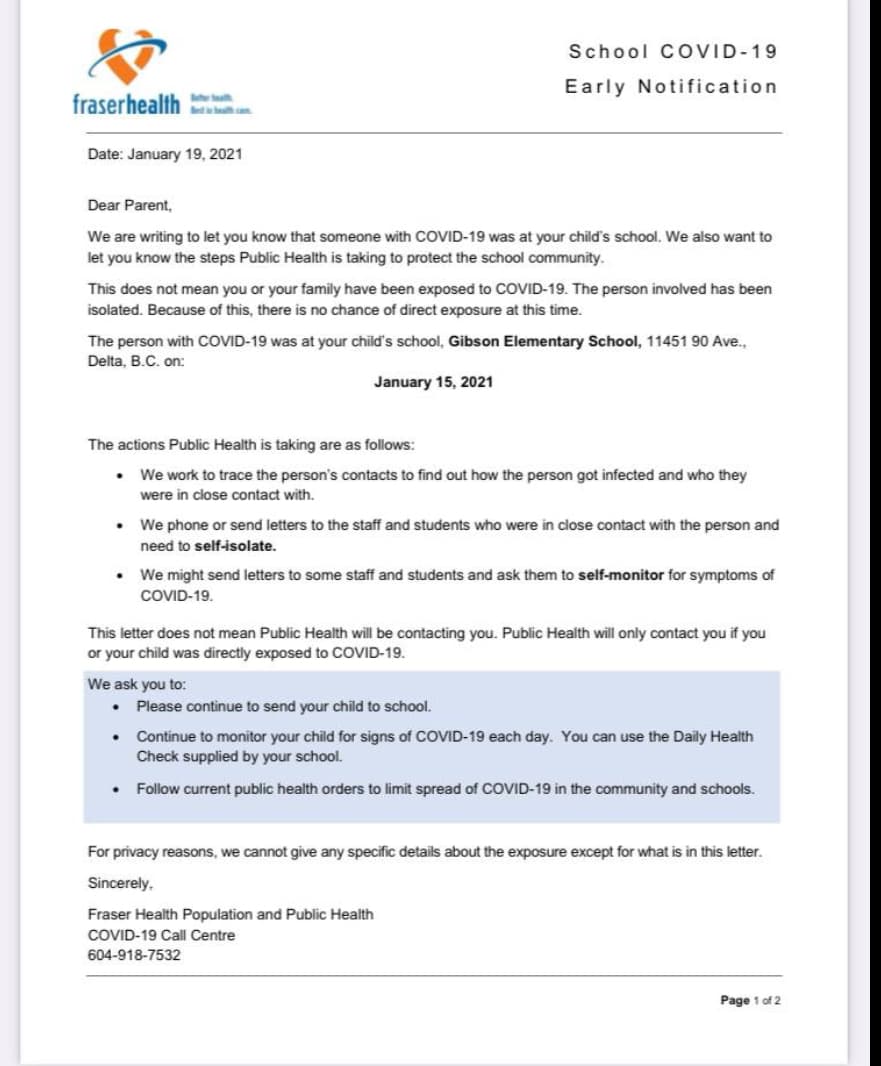 School COVID-19
Early Notification
fraserhealth
Better health.
Best in health care.
Date: January 19, 2021
Dear Parent,
We are writing to let you know that someone with COVID-19 was at your child's school. We also want to
let you know the steps Public Health is taking to protect the school community.
This does not mean you or your family have been exposed to COVID-19. The person involved has been
isolated. Because of this, there is no chance of direct exposure at this time.
The person with COVID-19 was at your child's school, Gibson Elementary School, 11451 90 Ave.,
Delta, B.C. on:
January 15, 2021
The actions Public Health is taking are as follows:
• We work to trace the person's contacts to find out how the person got infected and who they
were in close contact with.
• We phone or send letters to the staff and students who were in close contact with the person and
need to self-isolate.
• We might send letters to some staff and students and ask them to self-monitor for symptoms of
COVID-19.
This letter does not mean Public Health will be contacting you. Public Health will only contact you if you
or your child was directly exposed to COVID-19.
We ask you to:
• Please continue to send your child to school.
• Continue to monitor your child for signs of COVID-19 each day.  You can use the Daily Health
Check supplied by your school.
• Follow current public health orders to limit spread of COVID-19 in the community and schools.
For privacy reasons, we cannot give any specific details about the exposure except for what is in this letter.
Sincerely,
Fraser Health Population and Public Health
COVID-19 Call Centre
604-918-7532
Page 1 of 2